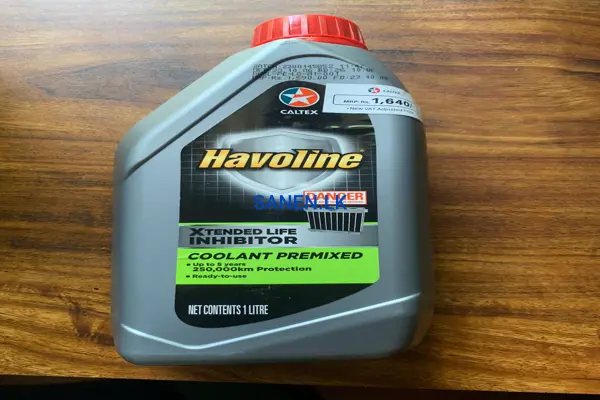 CALTEX
CALTEX
MRP: Rs. 1,640
Havoline
DANGER
SANEN.LK
XTENDED LIFE
INHIBITOR
COOLANT PREMIXED
• Up to 5 years
250,000km Protection
• Ready-to-use
NET CONTENTS 1 LITRE